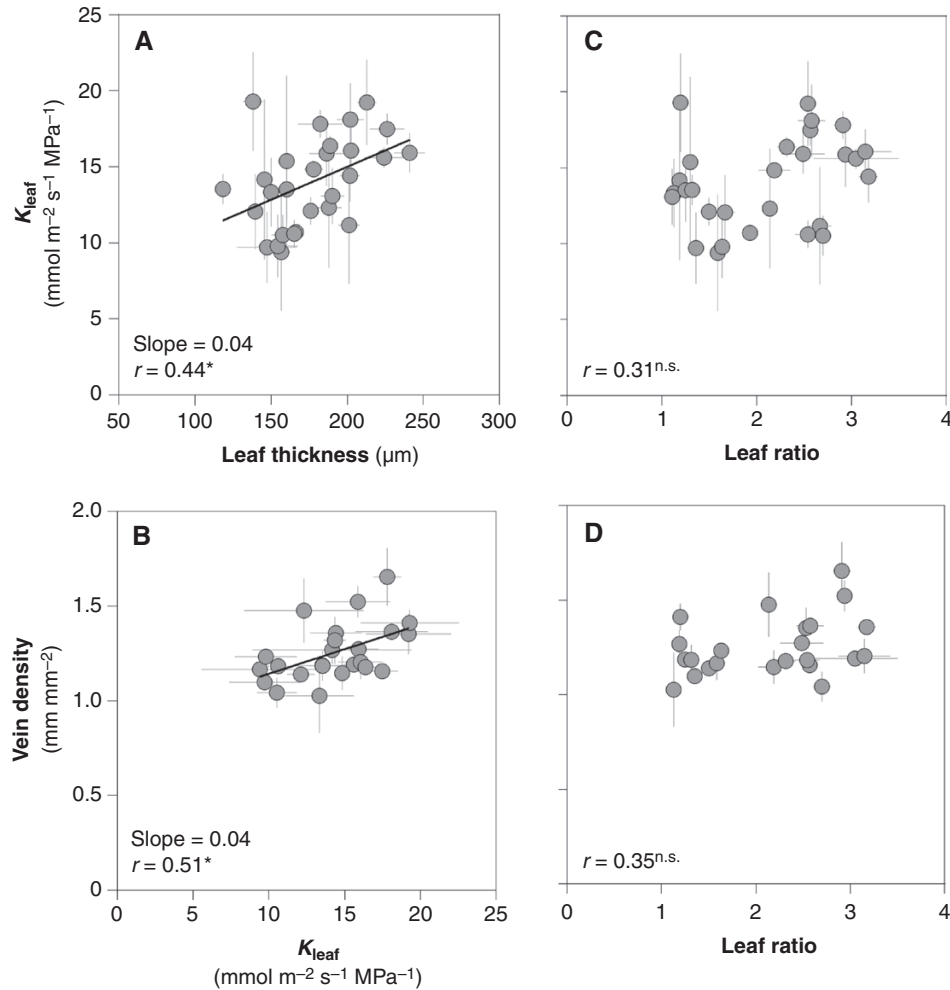 25
20
15
10
5
0
K leaf
(mmol m–2 s–1 MPa–1)
A
Slope = 0.04
r = 0.44*
50 100 150 200 250 300
Leaf thickness (µm)
C
r = 0.31n.s.
0 1 2 3 4
Leaf ratio
2.0
1.5
1.0
0.5
0
Vein density
(mm mm–2)
B
Slope = 0.04
r = 0.51*
0 5 10 15 20 25
K leaf
(mmol m–2 s–1 MPa–1)
D
r = 0.35n.s.
0 1 2 3 4
Leaf ratio